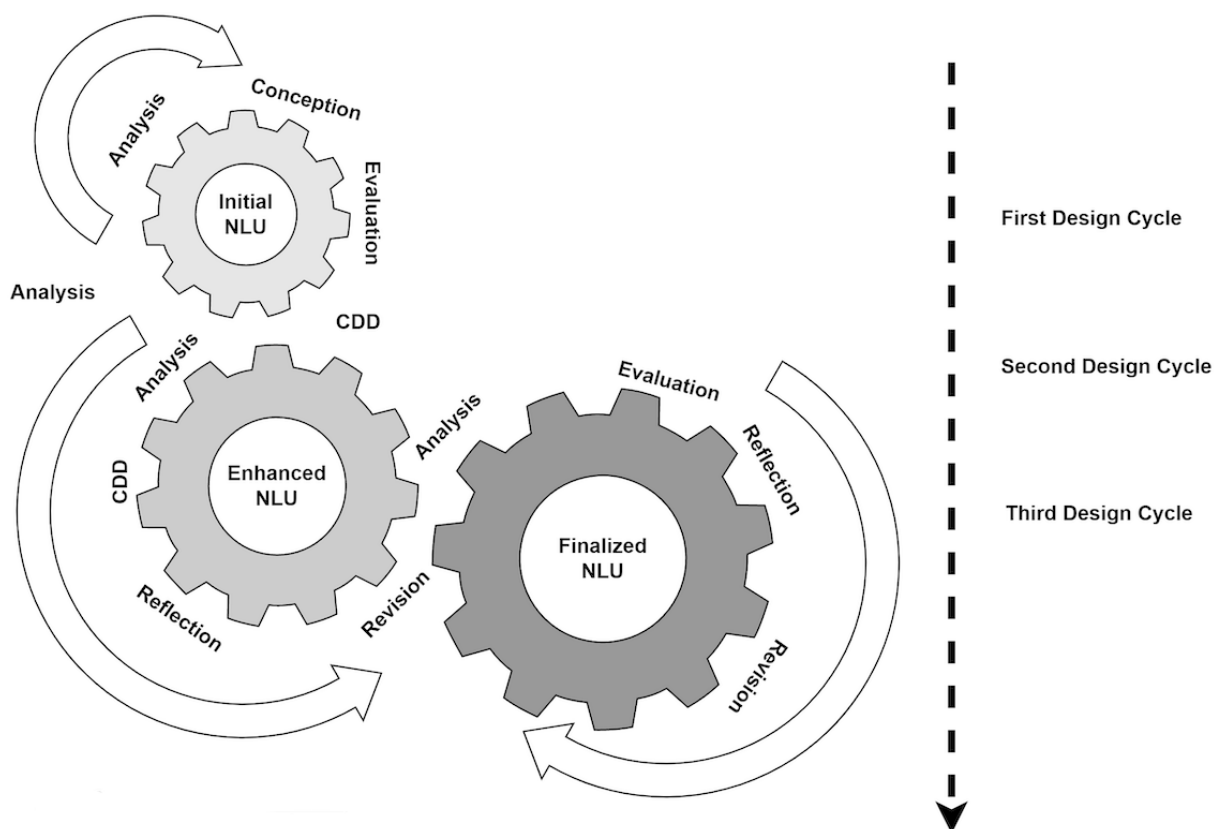 Conception
Analysis
Evaluation
Initial
NLU
First Design Cycle
Analysis
CDD
Second Design Cycle
Analysis
Evaluation
Analysis
Reflection
CDD
Enhanced
NLU
Third Design Cycle
Finalized
NLU
Reflection
Revision
Revision